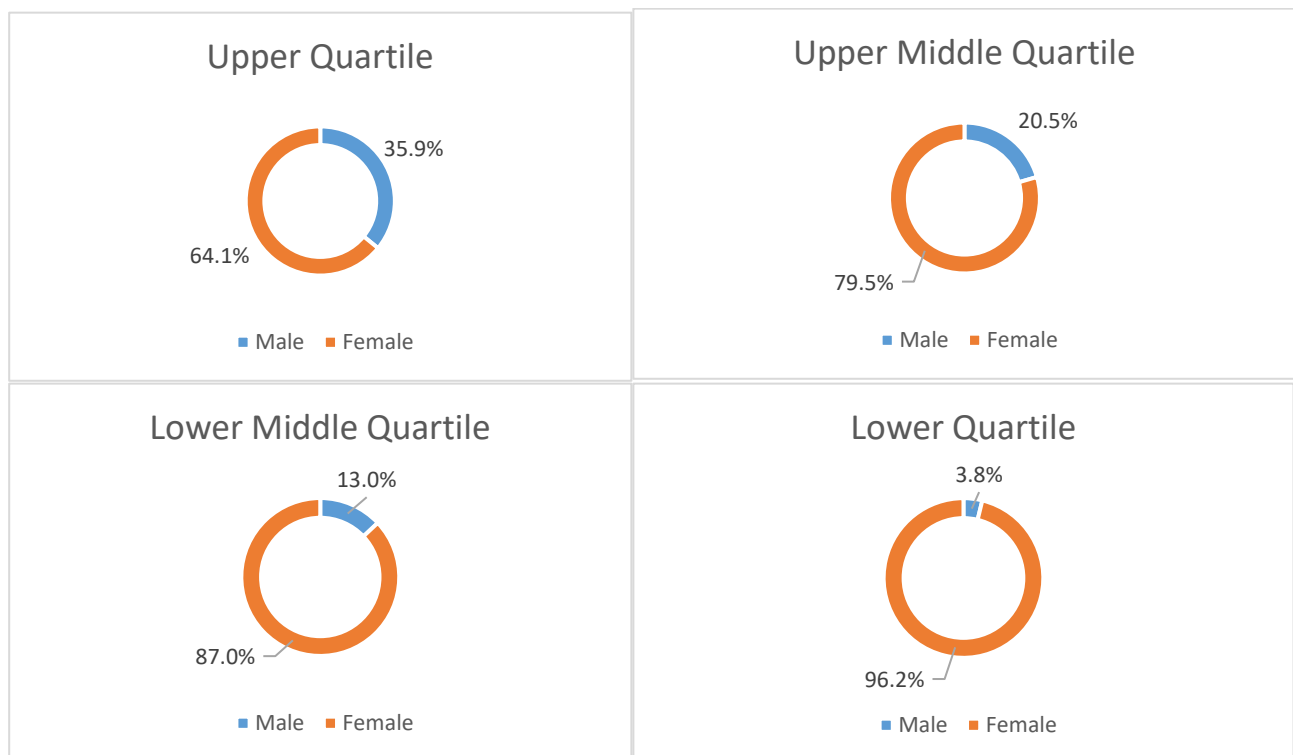 Upper Quartile
35.9%
64.1%
Male Female
Upper Middle Quartile
20.5%
79.5%
Male Female
Lower Middle Quartile
13.0%
87.0%
Male Female
Lower Quartile
3.8%
96.2%
Male Female